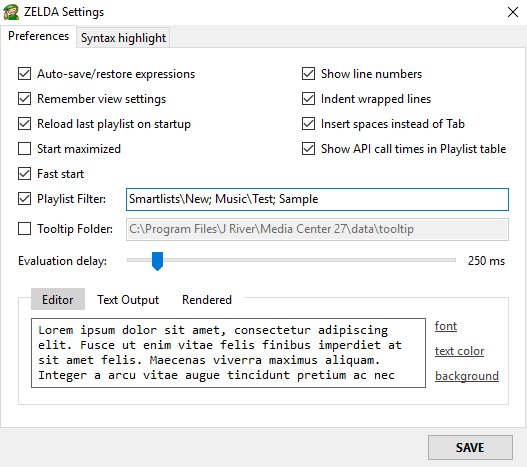 ZELDA Settings
Preferences
Syntax highlight
Auto-save/restore expressions
Show line numbers
Remember view settings
Indent wrapped lines
Reload last playlist on startup
Insert spaces instead of Tab
Start maximized
Show API call times in Playlist table
Fast start
Playlist Filter: Smartlists\New; Music\Test; Sample
Tooltip Folder: C:\Program Files\J River\Media Center 27\data\tooltip
Evaluation delay: 250 ms
Editor Text Output Rendered
Lorem ipsum dolor sit amet, consectetur adipiscing
elit. Fusce ut enim vitae felis finibus imperdiet at
sit amet felis. Maecenas viverra maximus aliquam.
Integer a arcu vitae augue tincidunt pretium ac nec
font
text color
background
SAVE